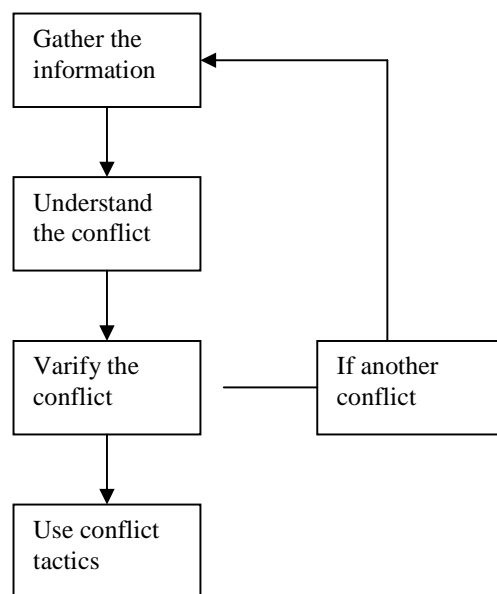 Gather the
information
Understand
the conflict
Varify the
conflict
If another
conflict
Use conflict
tactics